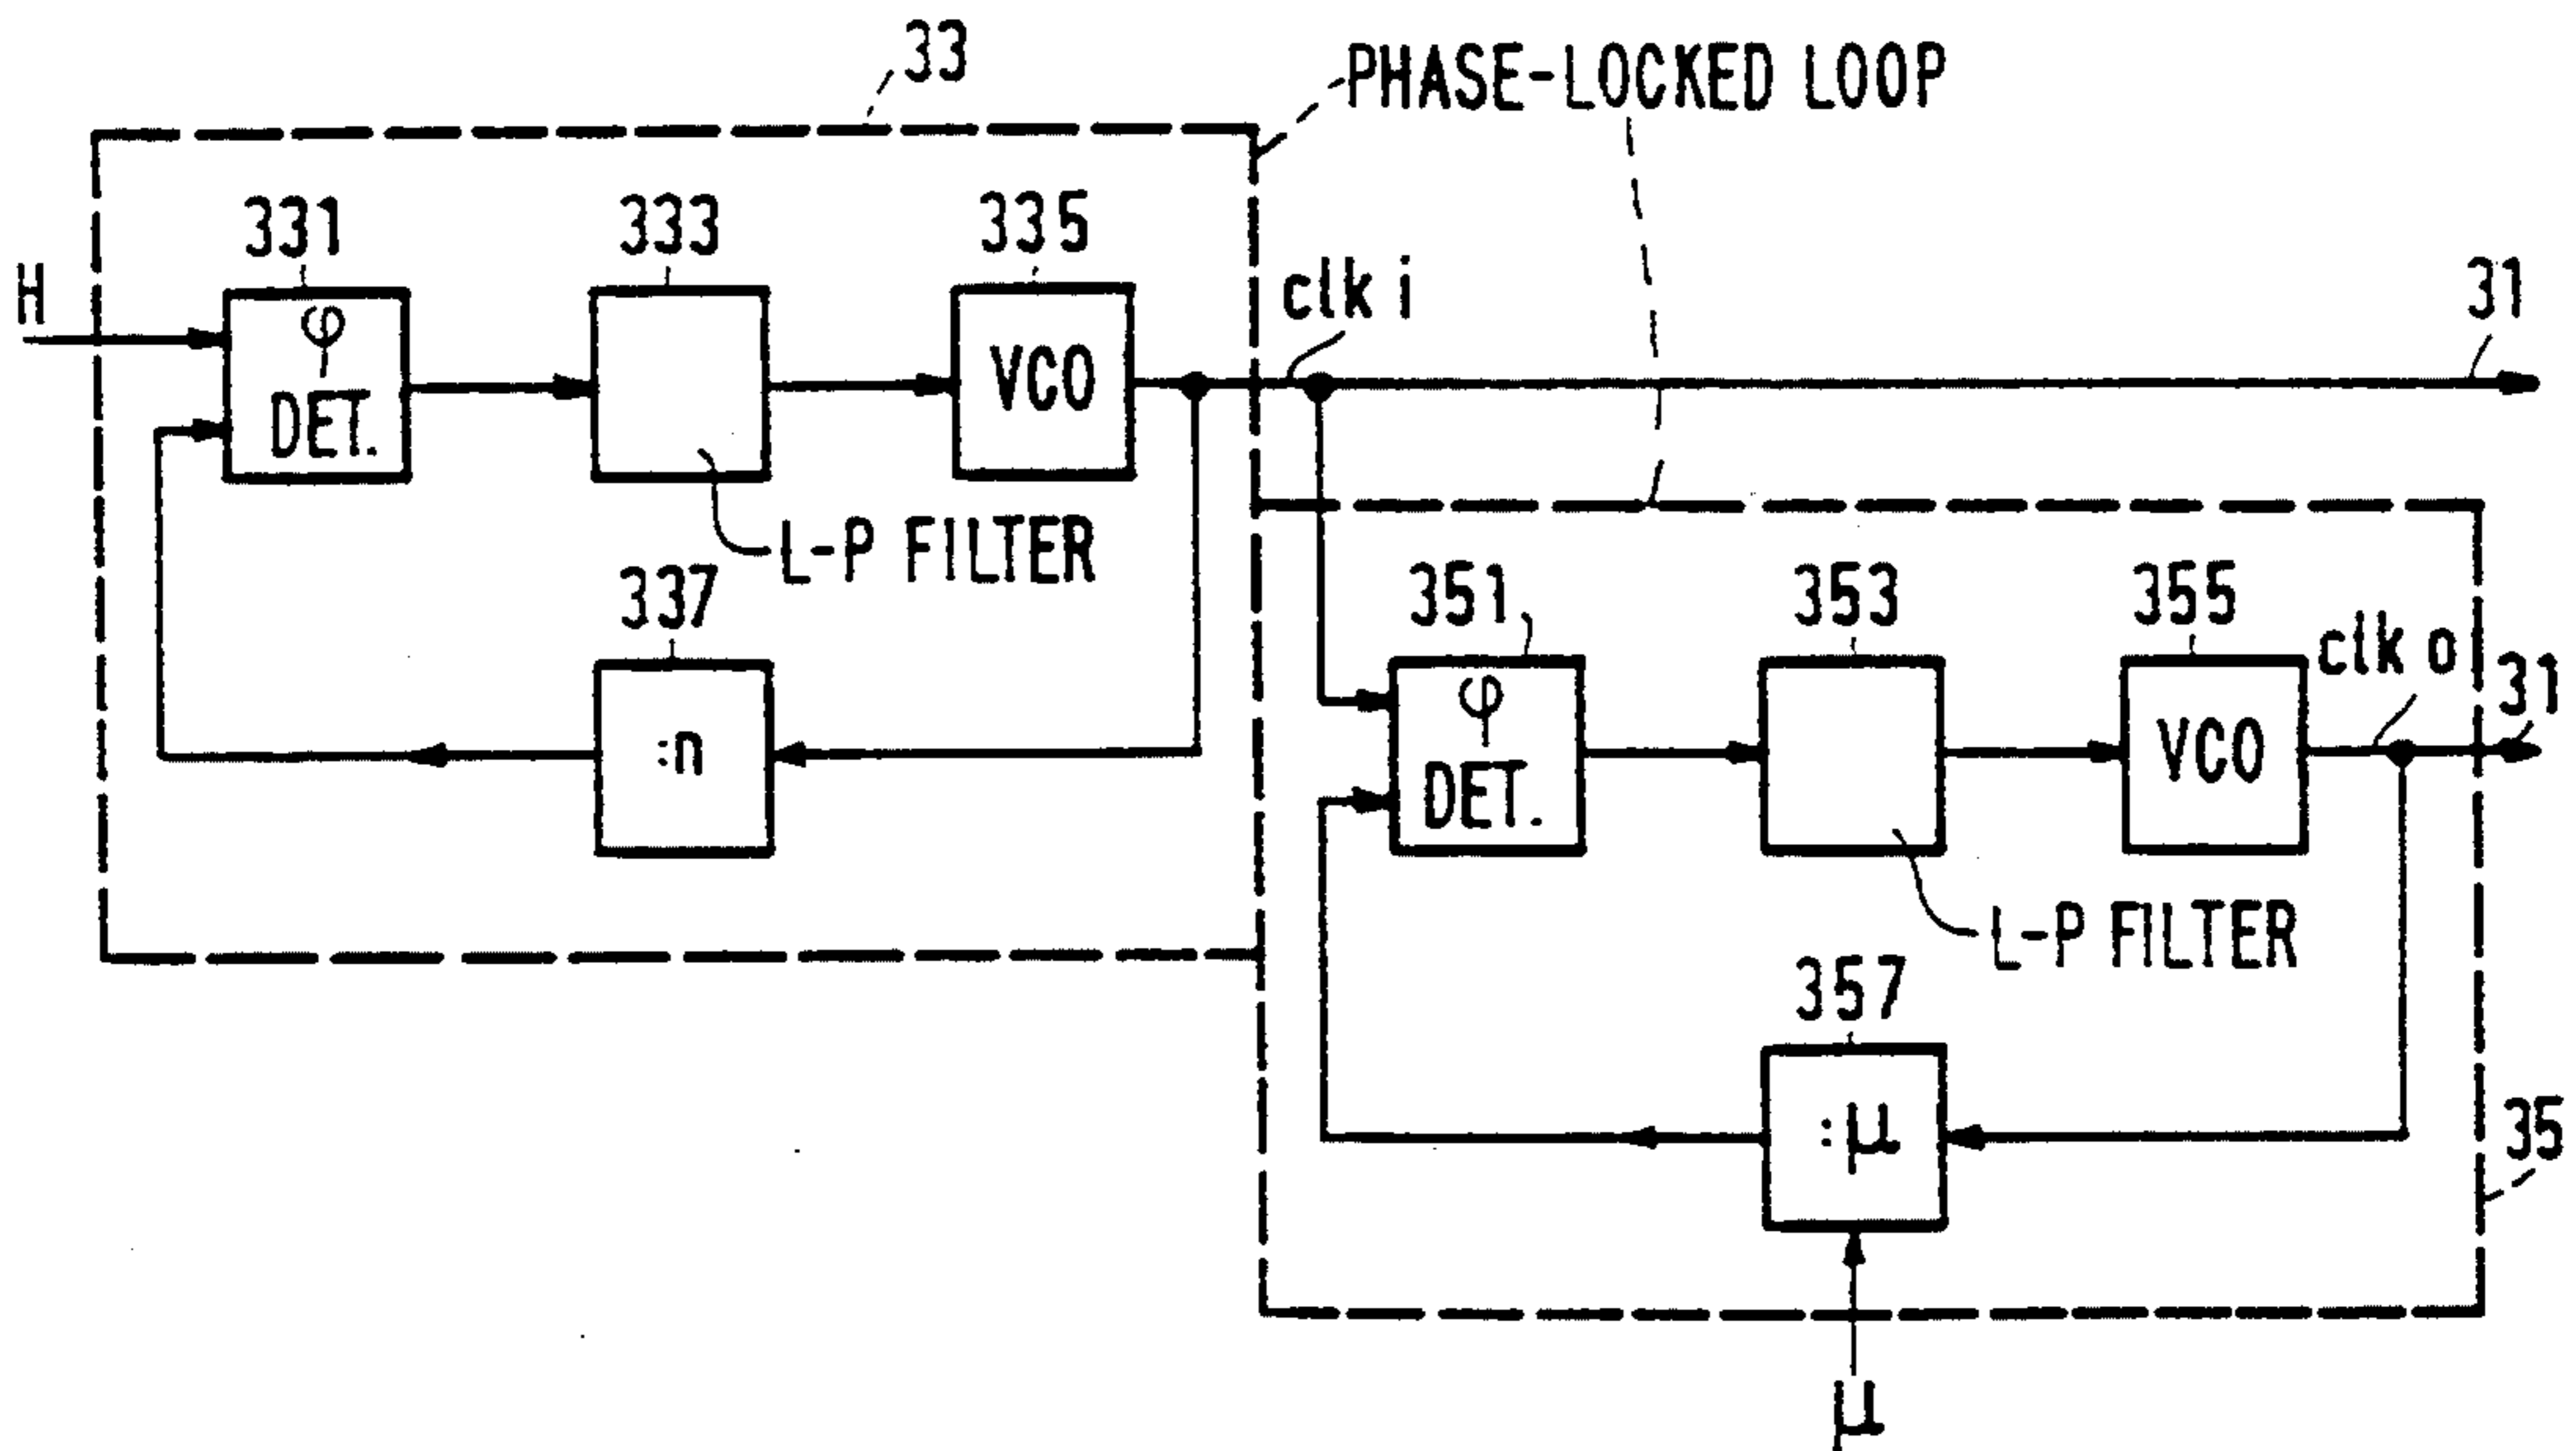 33
PHASE-LOCKED LOOP
331
333
335
H
clk i
31
φ
DET.
VCO
L-P FILTER
337
:n
351
353
355
clk o
31
φ
DET.
VCO
L-P FILTER
357
:μ
35
μ